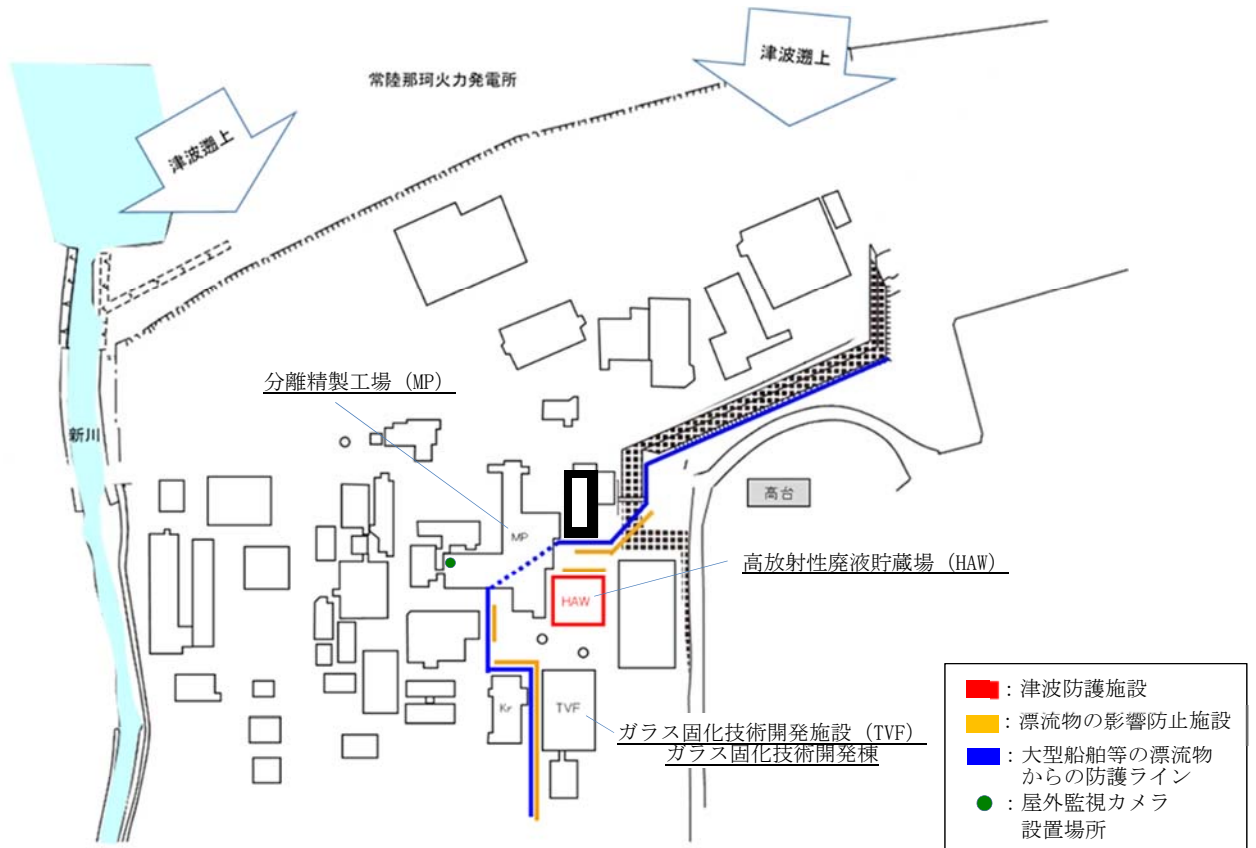 津波遡上
常陸那珂火力発電所
津波遡上
分離精製工場 (MP)
新川
高台
MP
高放射性廃液貯蔵場 (HAW)
HAW
Kr
TVF
ガラス固化技術開発施設 (TVF)
ガラス固化技術開発棟
：津波防護施設
：漂流物の影響防止施設
：大型船舶等の漂流物
からの防護ライン
：屋外監視カメラ
設置場所